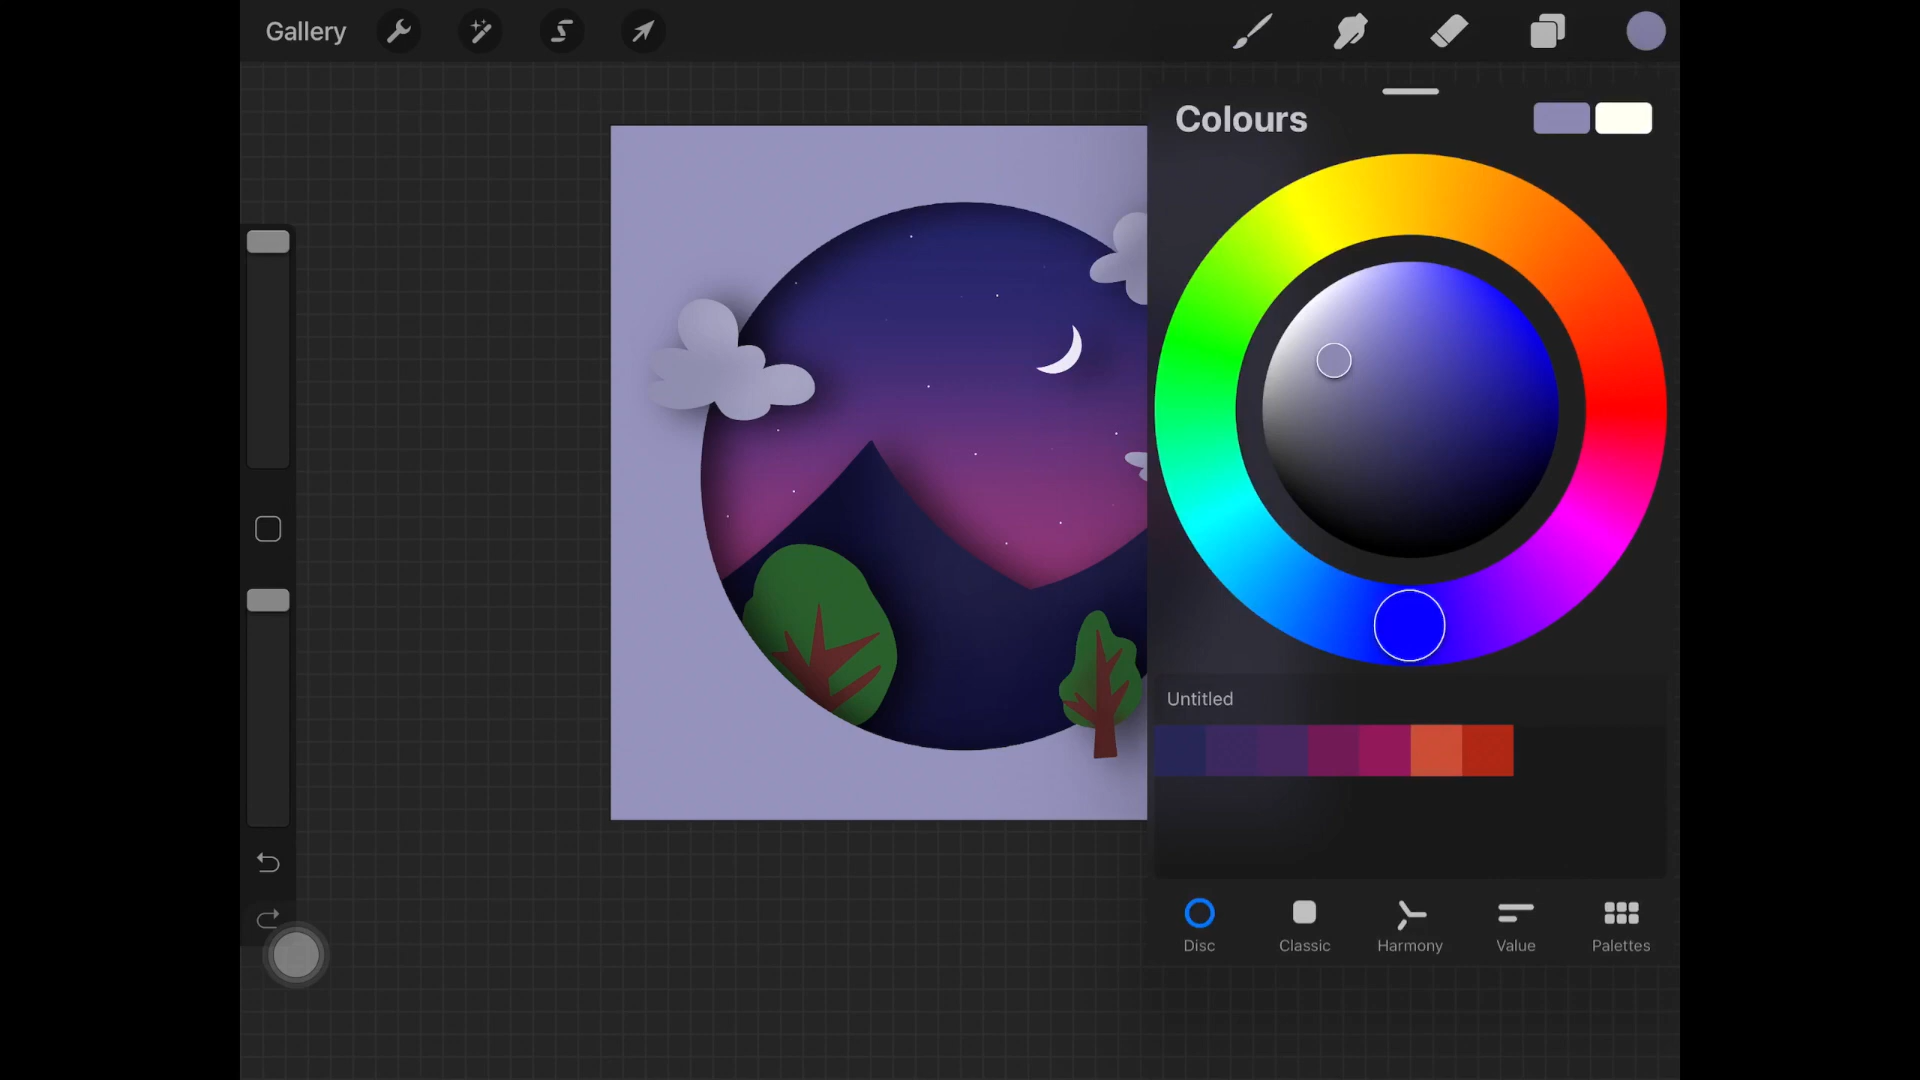 Gallery
Colours
Untitled
Disc
Classic
Harmony
Value
Palettes